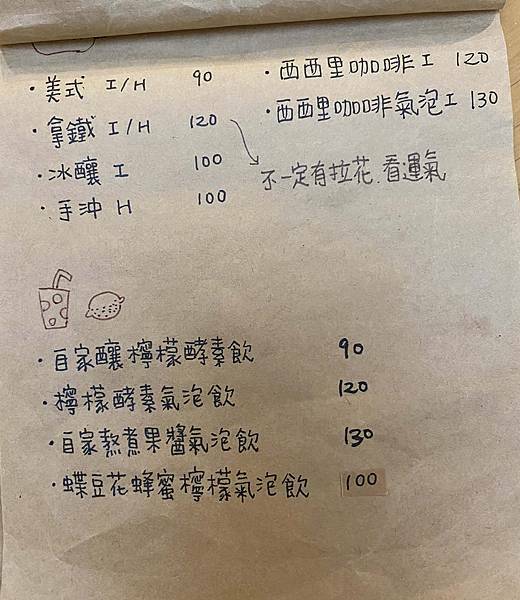 ・美式 I/H 90
・拿鐵 I/H 120
・冰釀 I 100
・手沖 H 100
・西西里咖啡 I 120
・西西里咖啡氣泡 I 130
不一定有拉花.看運氣
・自家釀檸檬酵素飲 90
・檸檬酵素氣泡飲 120
・自家熬煮果醬氣泡飲 130
・蝶豆花蜂蜜檸檬氣泡飲 100